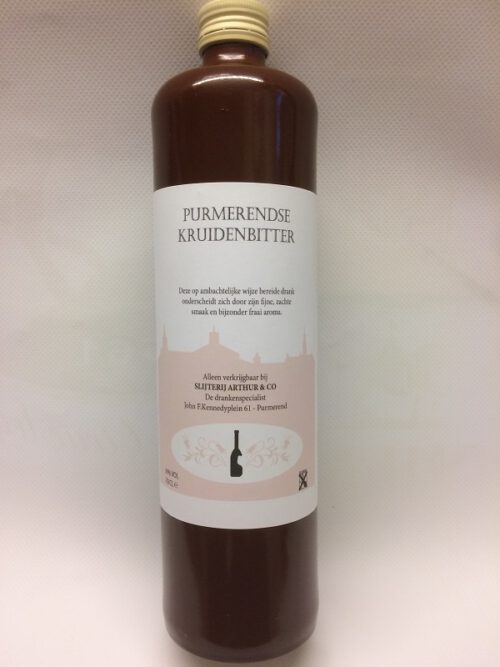 PURMERENDSE
KRUIDENBITTER
Deze op ambachtelijke wijze bereide drank
onderscheidt zich door zijn fijne, zachte
smaak en bijzonder fraai aroma.
Alleen verkrijgbaar bij
SLIJTERIJ ARTHUR & CO
De drankenspecialist
John F.Kennedyplein 61 - Purmerend